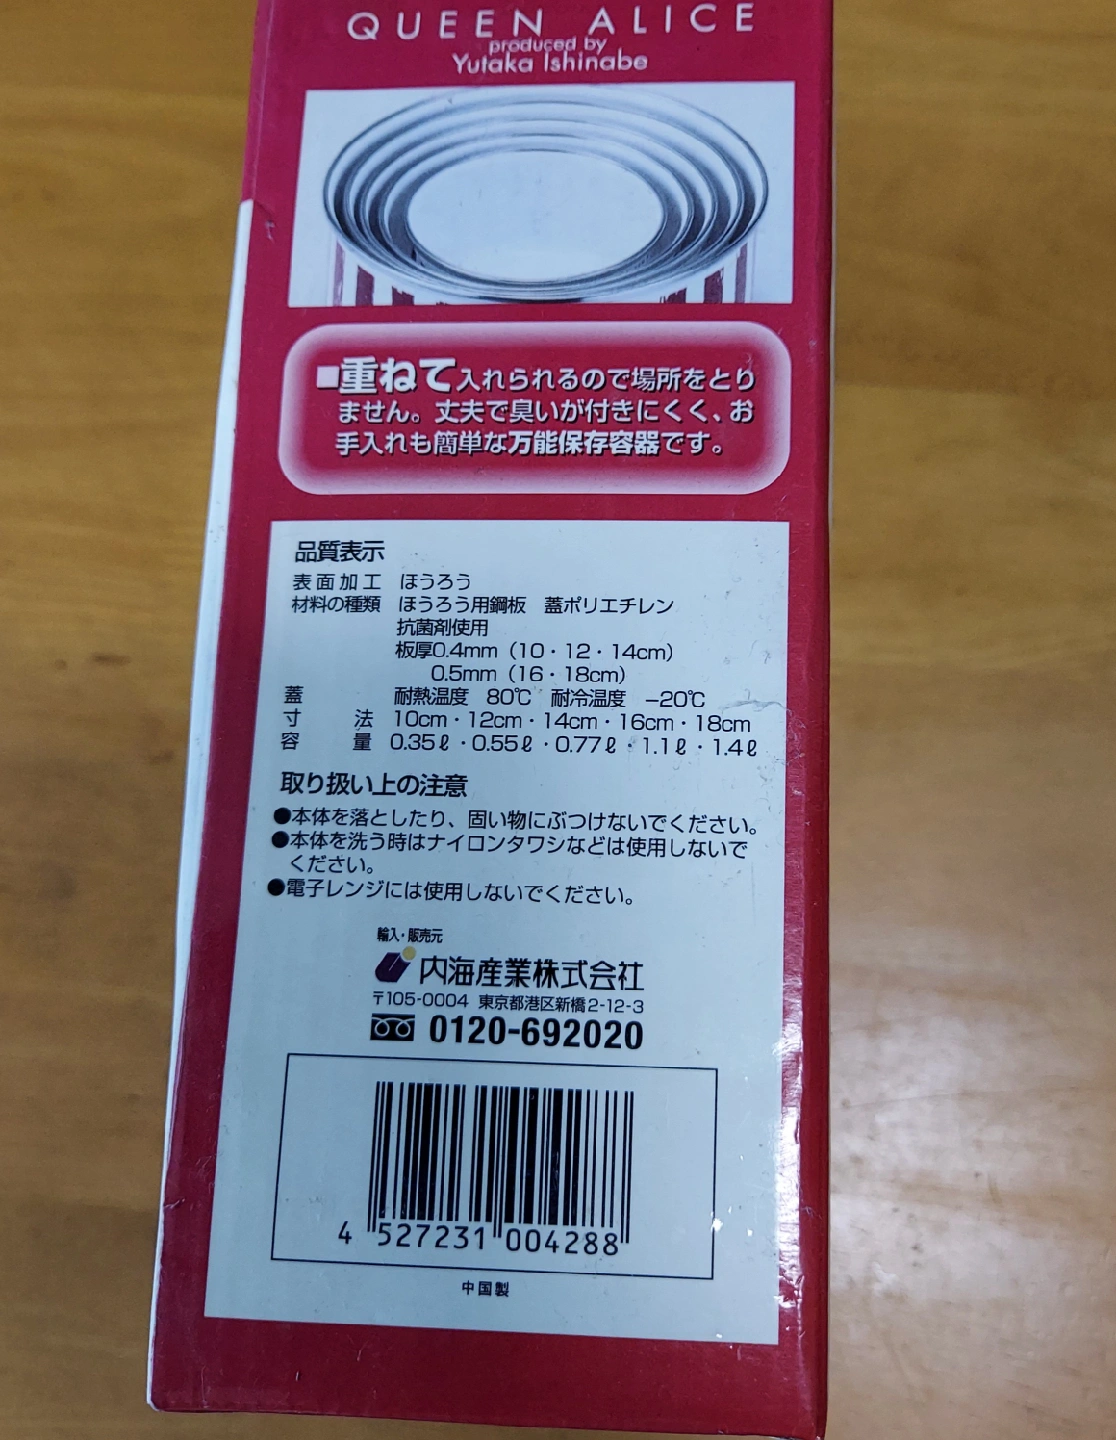 QUEEN ALICE
produced by
Yutaka Ishinabe
■重ねて入れられるので場所をとり
ません。丈夫で臭いが付きにくく、お
手入れも簡単な万能保存容器です。
品質表示
表面加工 ほうろう
材料の種類 ほうろう用鋼板 蓋ポリエチレン
抗菌剤使用
板厚0.4mm（10・12・14cm）
0.5mm（16・18cm）
蓋 耐熱温度 80℃ 耐冷温度 −20℃
寸法 10cm・12cm・14cm・16cm・18cm
容量 0.35ℓ・0.55ℓ・0.77ℓ・1.1ℓ・1.4ℓ
取り扱い上の注意
●本体を落としたり、固い物にぶつけないでください。
●本体を洗う時はナイロンタワシなどは使用しないで
ください。
●電子レンジには使用しないでください。
輸入・販売元
内海産業株式会社
〒105-0004 東京都港区新橋2-12-3
0120-692020
4 527231 004288
中国製